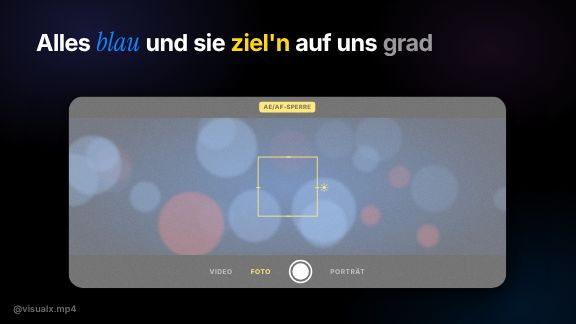 Alles blau und sie ziel'n auf uns grad
AE/AF-SPERRE
VIDEO FOTO PORTRÄT
@visualx.mp4